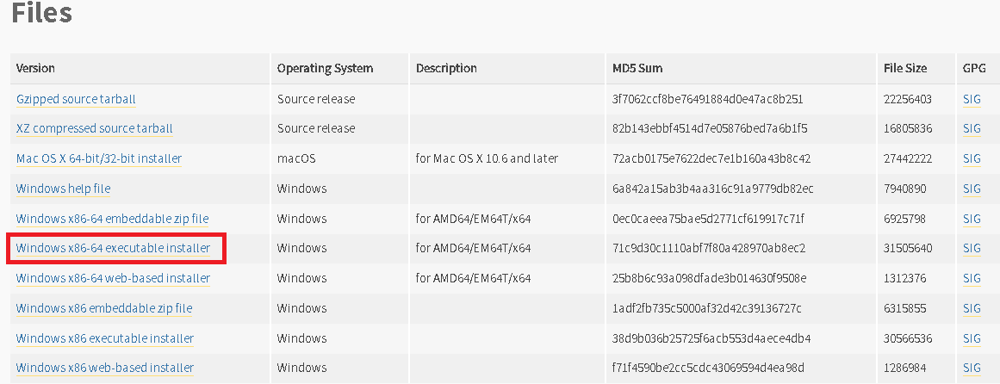 Files
Version Operating System Description MD5 Sum File Size GPG
Gzipped source tarball Source release 3f7062ccf8be76491884d0e47ac8b251 22256403 SIG
XZ compressed source tarball Source release 82b143ebbf4514d7e05876bed7a6b1f5 16805836 SIG
Mac OS X 64-bit/32-bit installer macOS for Mac OS X 10.6 and later 72acb0175e7622dec7e1b160a43b8c42 27442222 SIG
Windows help file Windows 6a842a15ab3b4aa316c91a9779db82ec 7940890 SIG
Windows x86-64 embeddable zip file Windows for AMD64/EM64T/x64 0ec0caeea75bae5d2771cf619917c71f 6925798 SIG
Windows x86-64 executable installer Windows for AMD64/EM64T/x64 71c9d30c1110abf7f80a428970ab8ec2 31505640 SIG
Windows x86-64 web-based installer Windows for AMD64/EM64T/x64 25b8b6c93a098dfade3b014630f9508e 1312376 SIG
Windows x86 embeddable zip file Windows 1adf2fb735c5000af32d42c39136727c 6315855 SIG
Windows x86 executable installer Windows 38d9b036b25725f6acb553d4aece4db4 30566536 SIG
Windows x86 web-based installer Windows f71f4590be2cc5cdc43069594d4ea98d 1286984 SIG